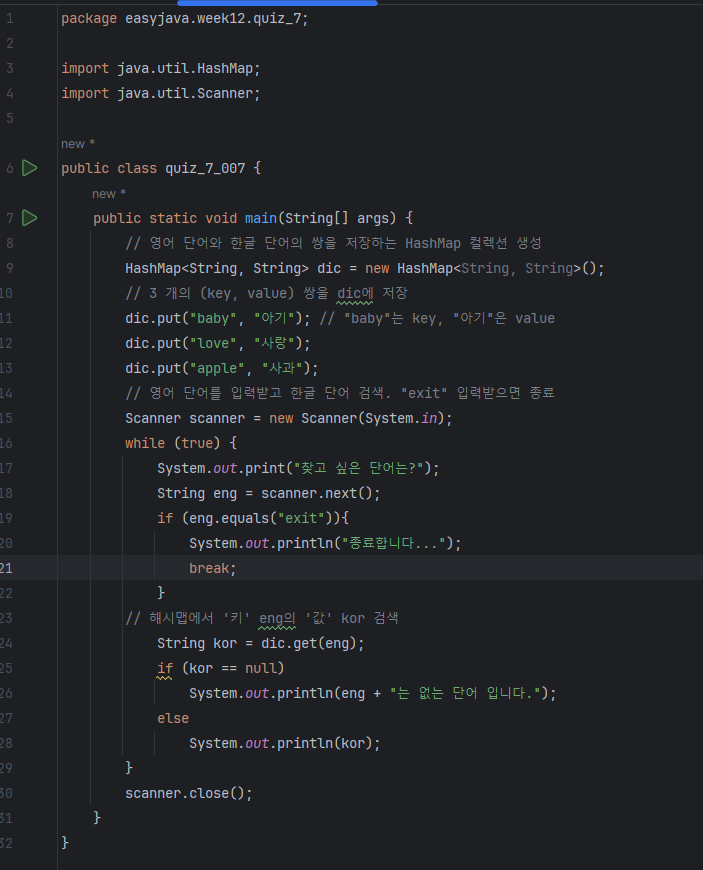 1 package easyjava.week12.quiz_7;
2
3 import java.util.HashMap;
4 import java.util.Scanner;
5
new *
6 public class quiz_7_007 {
new *
7 public static void main(String[] args) {
8 // 영어 단어와 한글 단어의 쌍을 저장하는 HashMap 컬렉션 생성
9 HashMap<String, String> dic = new HashMap<String, String>();
10 // 3 개의 (key, value) 쌍을 dic에 저장
11 dic.put("baby", "아기"); // "baby"는 key, "아기"은 value
12 dic.put("love", "사랑");
13 dic.put("apple", "사과");
14 // 영어 단어를 입력받고 한글 단어 검색. "exit" 입력받으면 종료
15 Scanner scanner = new Scanner(System.in);
16 while (true) {
17 System.out.print("찾고 싶은 단어는?");
18 String eng = scanner.next();
19 if (eng.equals("exit")){
20 System.out.println("종료합니다...");
21 break;
22 }
23 // 해시맵에서 '키' eng의 '값' kor 검색
24 String kor = dic.get(eng);
25 if (kor == null)
26 System.out.println(eng + "는 없는 단어 입니다.");
27 else
28 System.out.println(kor);
29 }
30 scanner.close();
31 }
32 }